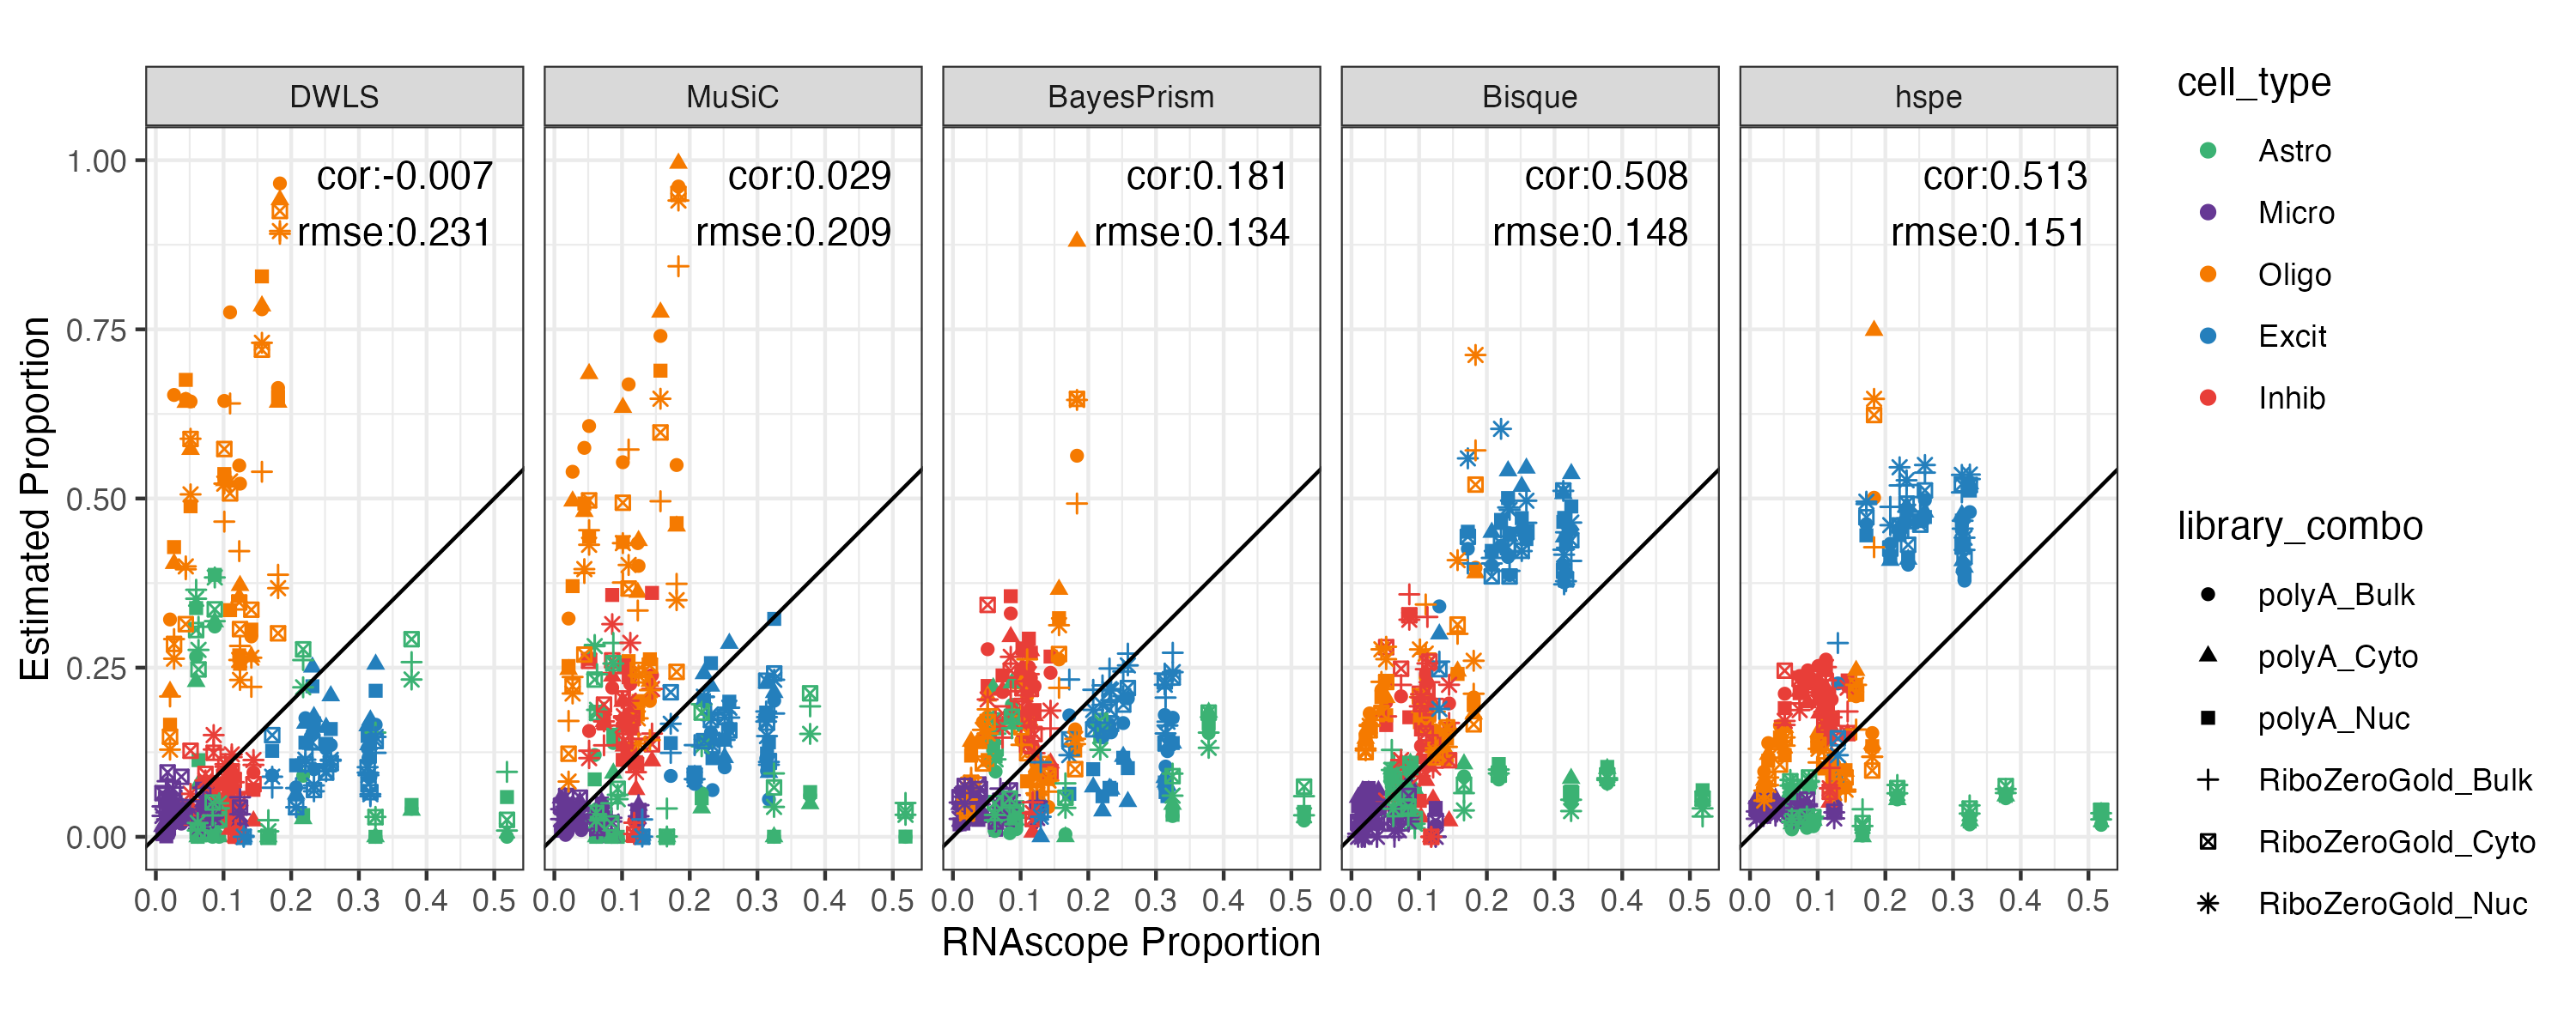 DWLS
MuSiC
BayesPrism
Bisque
hspe
cor:-0.007
rmse:0.231
cor:0.029
rmse:0.209
cor:0.181
rmse:0.134
cor:0.508
rmse:0.148
cor:0.513
rmse:0.151
Estimated Proportion
1.00
0.75
0.50
0.25
0.00
0.0 0.1 0.2 0.3 0.4 0.5
0.0 0.1 0.2 0.3 0.4 0.5
0.0 0.1 0.2 0.3 0.4 0.5
0.0 0.1 0.2 0.3 0.4 0.5
0.0 0.1 0.2 0.3 0.4 0.5
RNAscope Proportion
cell_type
Astro
Micro
Oligo
Excit
Inhib
library_combo
polyA_Bulk
polyA_Cyto
polyA_Nuc
RiboZeroGold_Bulk
RiboZeroGold_Cyto
RiboZeroGold_Nuc